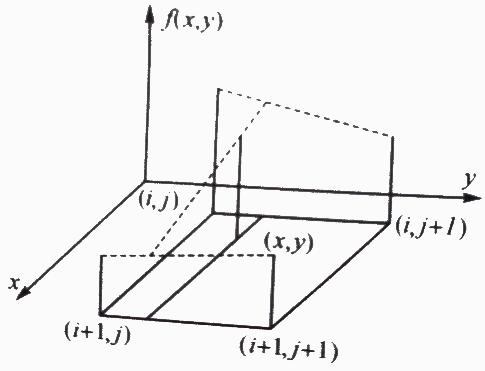 f(x,y)
y
(i,j)
(i,j+1)
(x,y)
x
(i+1,j)
(i+1,j+1)